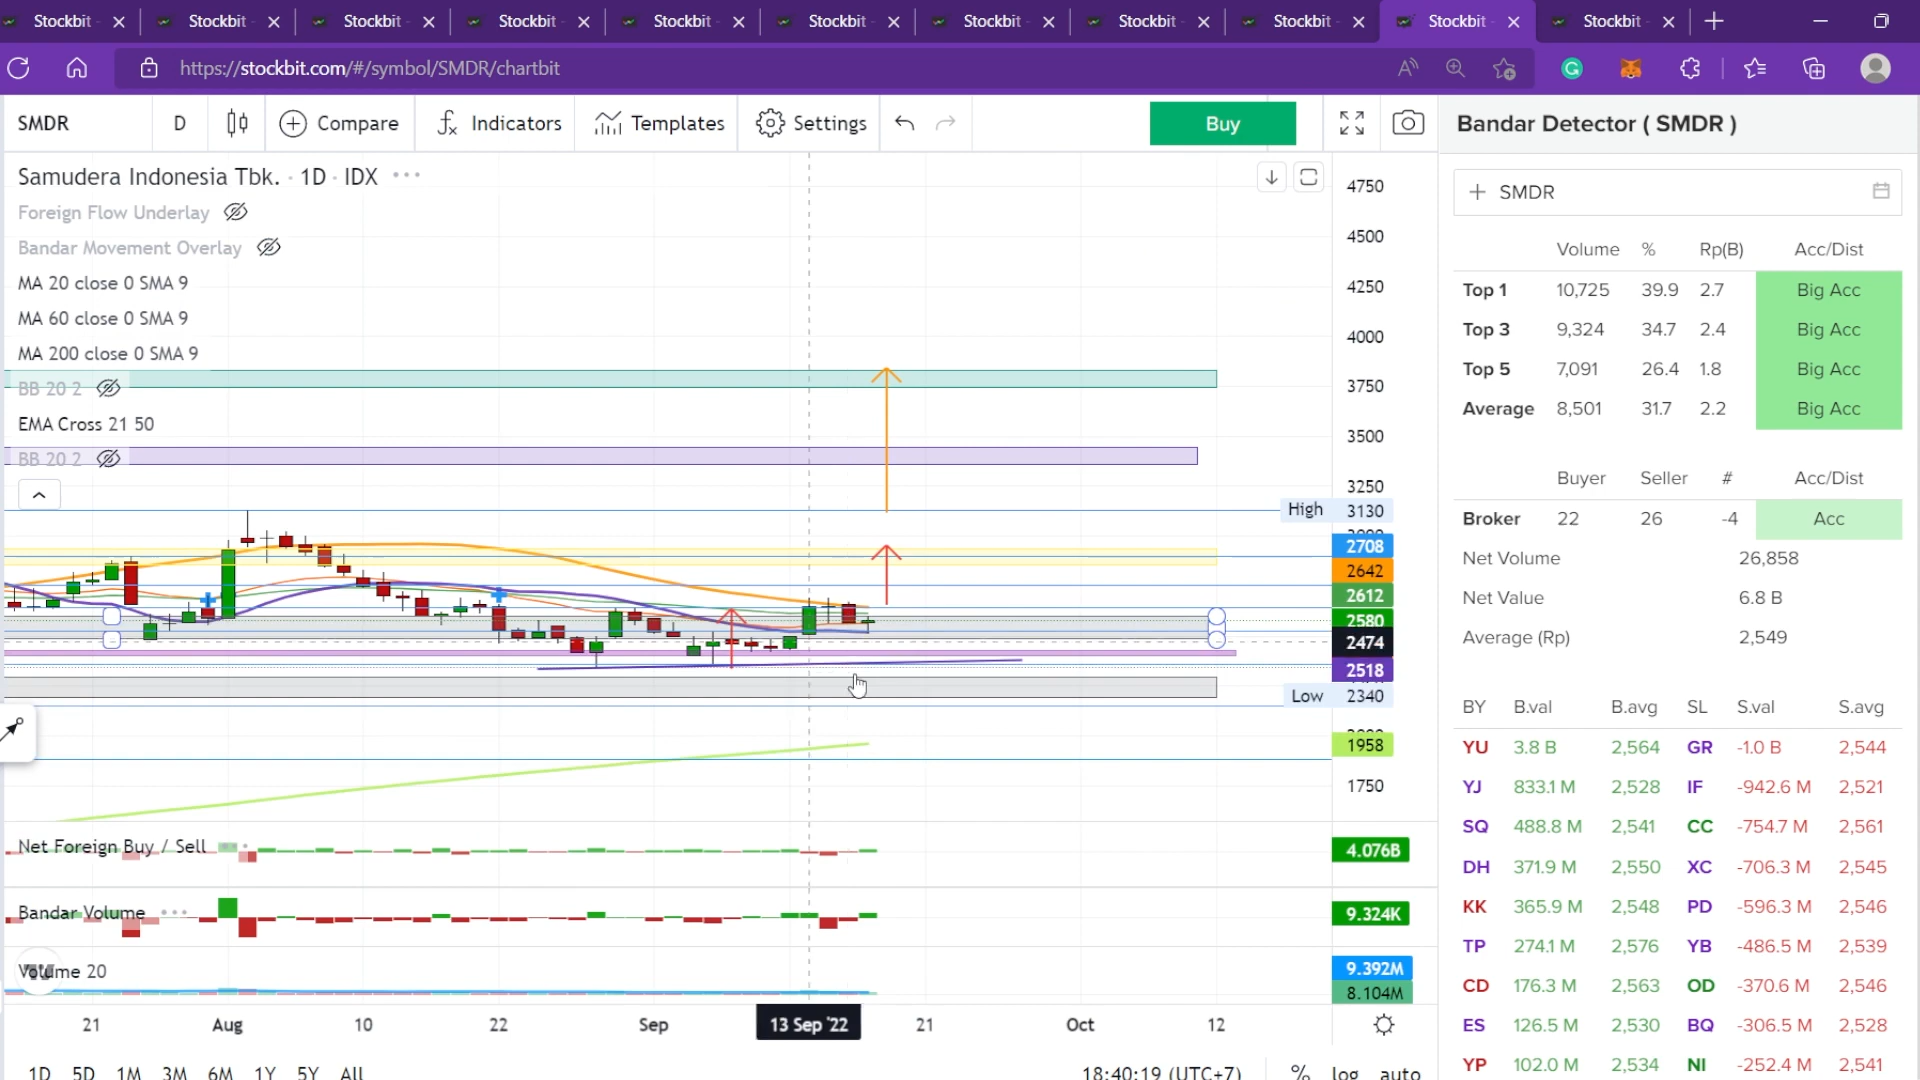 Stockbit Stockbit Stockbit Stockbit Stockbit Stockbit Stockbit Stockbit Stockbit Stockbit Stockbit
https://stockbit.com/#/symbol/SMDR/chartbit
SMDR D Compare Indicators Templates Settings Buy
Bandar Detector ( SMDR )
Samudera Indonesia Tbk. · 1D · IDX
Foreign Flow Underlay
Bandar Movement Overlay
MA 20 close 0 SMA 9
MA 60 close 0 SMA 9
MA 200 close 0 SMA 9
BB 20 2
EMA Cross 21 50
BB 20 2
4750
4500
4250
4000
3750
3500
3250
High 3130
2708
2642
2612
2580
2474
2518
Low 2340
1958
1750
Net Foreign Buy / Sell
4.076B
Bandar Volume
9.324K
Volume 20
9.392M
8.104M
21 Aug 10 22 Sep 13 Sep '22 21 Oct 12
1D 5D 1M 3M 6M 1Y 5Y All 18:40:19 (UTC+7) % log auto
SMDR
Volume % Rp(B) Acc/Dist
Top 1 10,725 39.9 2.7 Big Acc
Top 3 9,324 34.7 2.4 Big Acc
Top 5 7,091 26.4 1.8 Big Acc
Average 8,501 31.7 2.2 Big Acc
Buyer Seller # Acc/Dist
Broker 22 26 -4 Acc
Net Volume 26,858
Net Value 6.8 B
Average (Rp) 2,549
BY B.val B.avg SL S.val S.avg
YU 3.8 B 2,564 GR -1.0 B 2,544
YJ 833.1 M 2,528 IF -942.6 M 2,521
SQ 488.8 M 2,541 CC -754.7 M 2,561
DH 371.9 M 2,550 XC -706.3 M 2,545
KK 365.9 M 2,548 PD -596.3 M 2,546
TP 274.1 M 2,576 YB -486.5 M 2,539
CD 176.3 M 2,563 OD -370.6 M 2,546
ES 126.5 M 2,530 BQ -306.5 M 2,528
YP 102.0 M 2,534 NI -252.4 M 2,541